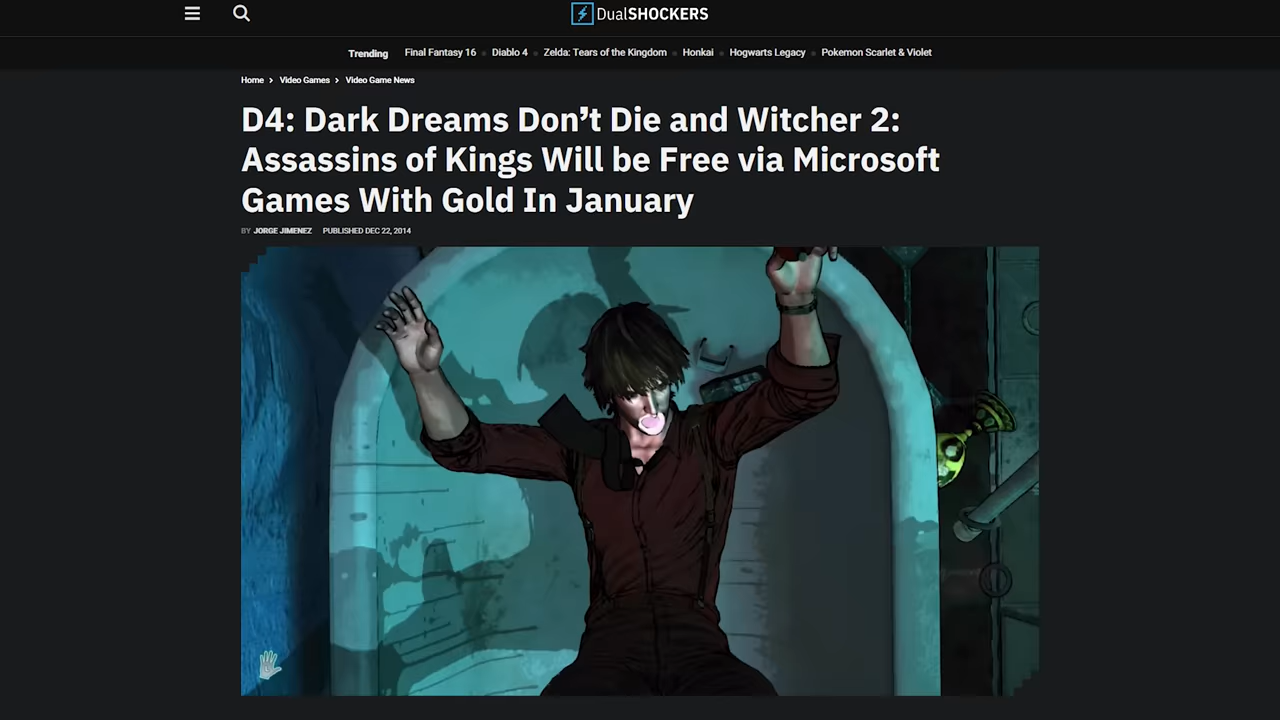 DualSHOCKERS
Trending Final Fantasy 16 Diablo 4 Zelda: Tears of the Kingdom Honkai Hogwarts Legacy Pokemon Scarlet & Violet
Home > Video Games > Video Game News
D4: Dark Dreams Don’t Die and Witcher 2:
Assassins of Kings Will be Free via Microsoft
Games With Gold In January
BY JORGE JIMENEZ PUBLISHED DEC 22, 2014